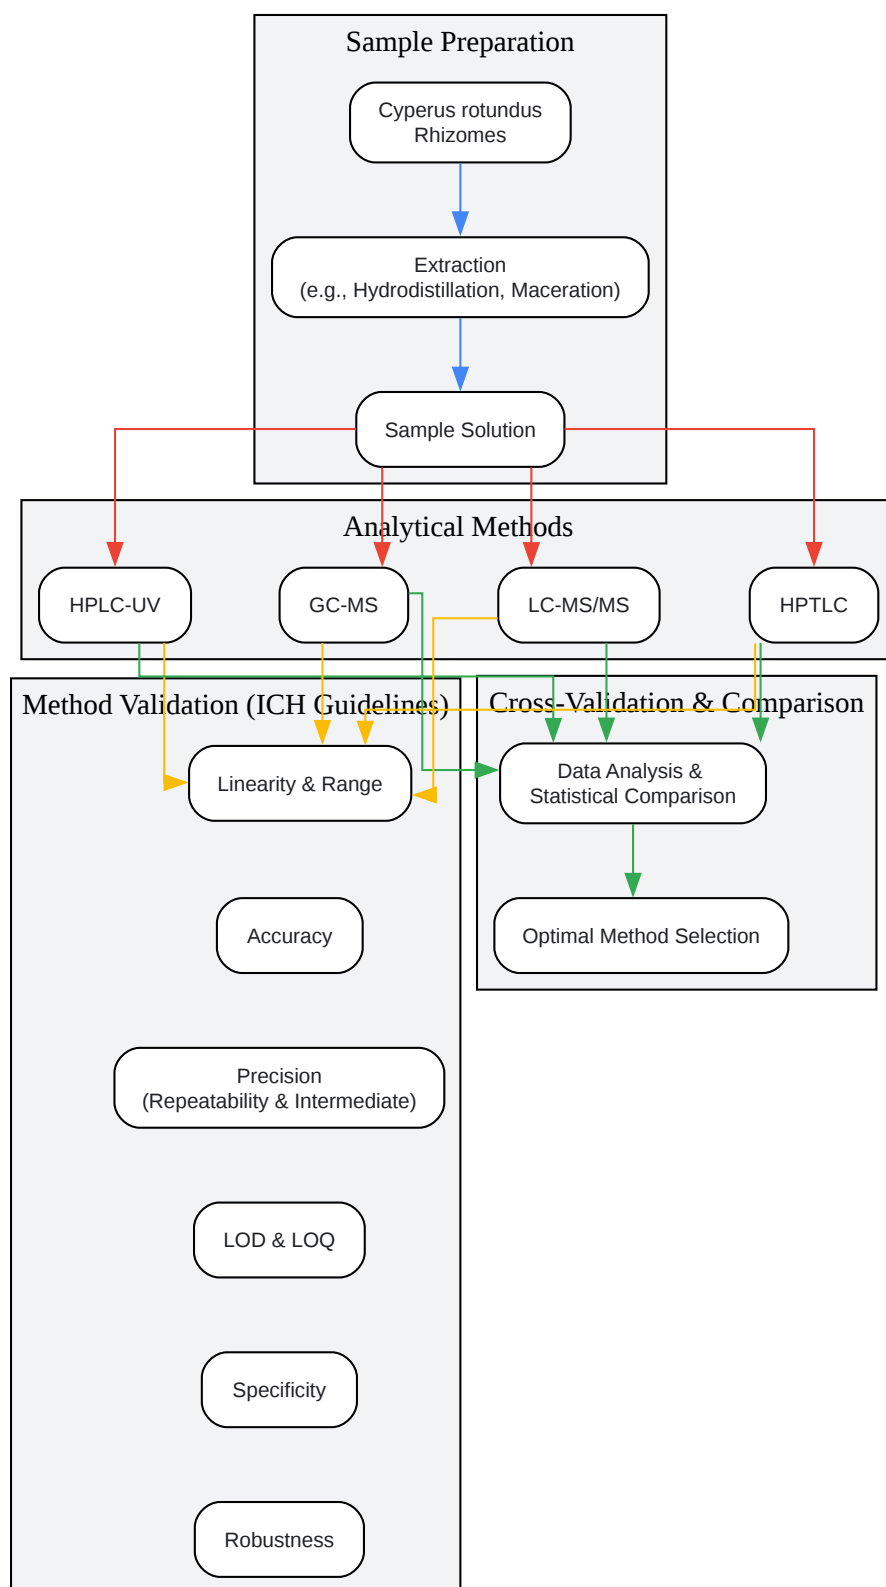 Sample Preparation
Cyperus rotundus
Rhizomes
Extraction
(e.g., Hydrodistillation, Maceration)
Sample Solution
Analytical Methods
HPLC-UV
GC-MS
LC-MS/MS
HPTLC
Method Validation (ICH Guidelines)
Linearity & Range
Accuracy
Precision
(Repeatability & Intermediate)
LOD & LOQ
Specificity
Robustness
Cross-Validation & Comparison
Data Analysis &
Statistical Comparison
Optimal Method Selection